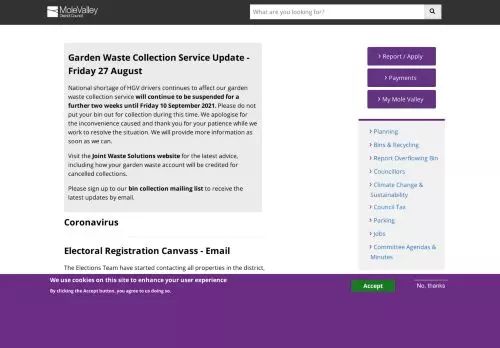 MoleValley
District Council
What are you looking for?
Garden Waste Collection Service Update -
Friday 27 August
National shortage of HGV drivers continues to affect our garden
waste collection service will continue to be suspended for a
further two weeks until Friday 10 September 2021. Please do not
put your bin out for collection during this time. We apologise for
the inconvenience caused and thank you for your patience while we
work to resolve the situation. We will provide more information as
soon as we can.
Visit the Joint Waste Solutions website for the latest advice,
including how your garden waste account will be credited for
cancelled collections.
Please sign up to our bin collection mailing list to receive the
latest updates by email.
Coronavirus
Electoral Registration Canvass - Email
The Elections Team have started contacting all properties in the district,
Report / Apply
Payments
My Mole Valley
Planning
Bins & Recycling
Report Overflowing Bin
Councillors
Climate Change &
Sustainability
Council Tax
Parking
Jobs
Committee Agendas &
Minutes
We use cookies on this site to enhance your user experience
By clicking the Accept button, you agree to us doing so.
Accept
No, thanks